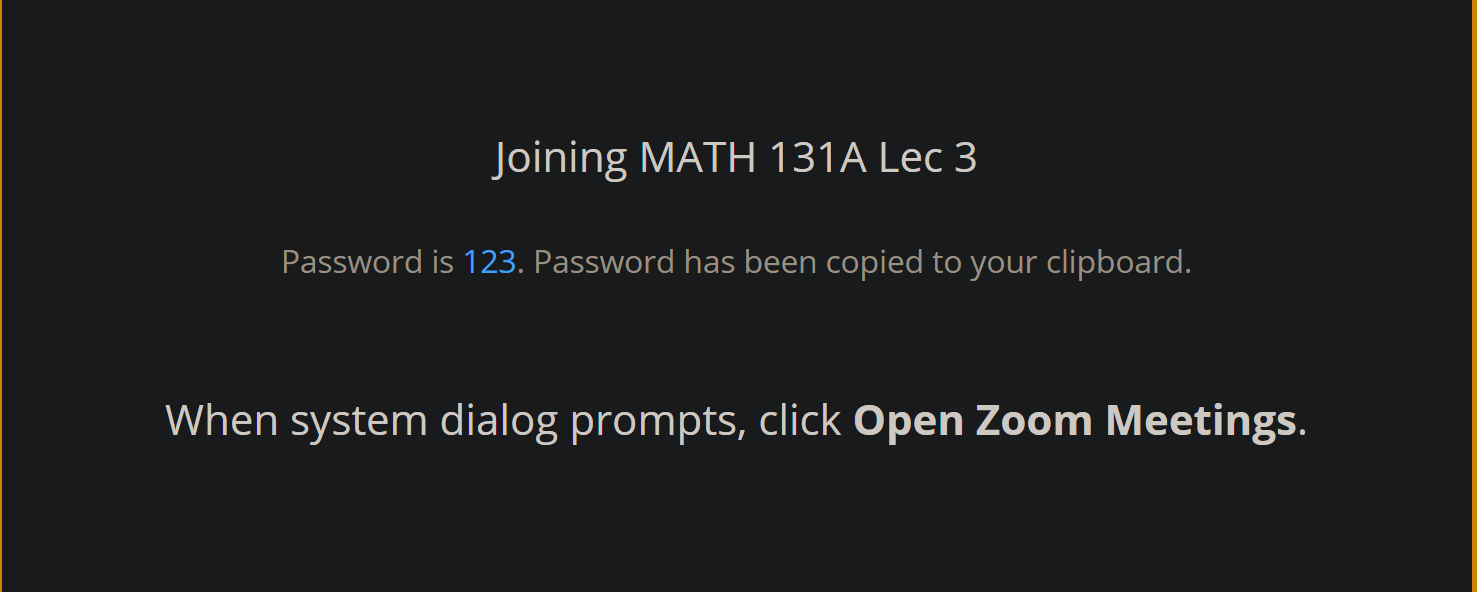 Joining MATH 131A Lec 3
Password is 123. Password has been copied to your clipboard.
When system dialog prompts, click Open Zoom Meetings.